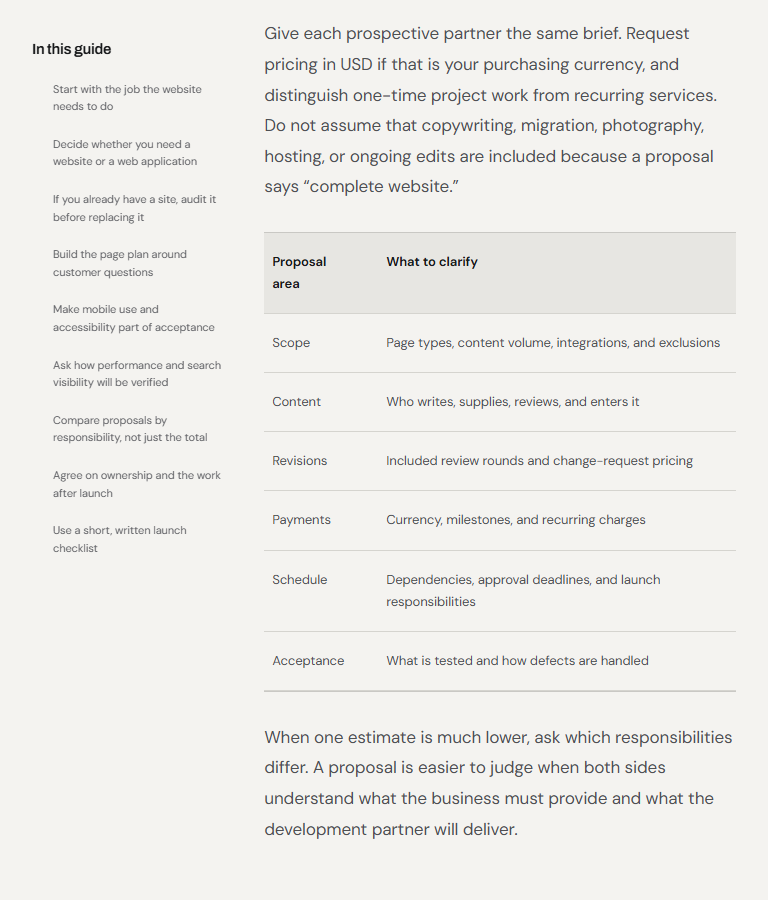 In this guide
Start with the job the website
needs to do
Decide whether you need a
website or a web application
If you already have a site, audit it
before replacing it
Build the page plan around
customer questions
Make mobile use and
accessibility part of acceptance
Ask how performance and search
visibility will be verified
Compare proposals by
responsibility, not just the total
Agree on ownership and the work
after launch
Use a short, written launch
checklist
Give each prospective partner the same brief. Request
pricing in USD if that is your purchasing currency, and
distinguish one-time project work from recurring services.
Do not assume that copywriting, migration, photography,
hosting, or ongoing edits are included because a proposal
says “complete website.”
Proposal
area
What to clarify
Scope
Page types, content volume, integrations, and exclusions
Content
Who writes, supplies, reviews, and enters it
Revisions
Included review rounds and change-request pricing
Payments
Currency, milestones, and recurring charges
Schedule
Dependencies, approval deadlines, and launch
responsibilities
Acceptance
What is tested and how defects are handled
When one estimate is much lower, ask which responsibilities
differ. A proposal is easier to judge when both sides
understand what the business must provide and what the
development partner will deliver.